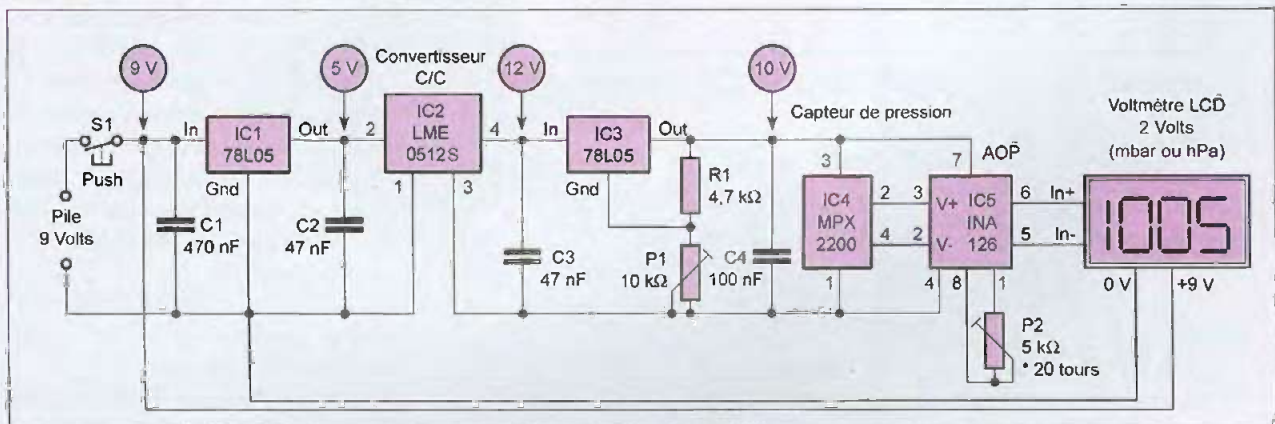 9 V
5 V
Convertisseur
C/C
12 V
10 V
Capteur de pression
Voltmètre LCD
2 Volts
(mbar ou hPa)
S1
Push
Pile
9 Volts
In
IC1
78L05
Out
Gnd
C1
470 nF
C2
47 nF
2
IC2
LME
0512S
4
1
3
In
IC3
78L05
Out
Gnd
C3
47 nF
R1
4,7 kΩ
P1
10 kΩ
C4
100 nF
3
IC4
MPX
2200
2
4
1
7
AOP
3
2
V+
V-
IC5
INA
126
6
5
In+
In-
4
8
1
P2
5 kΩ
* 20 tours
1005
0 V
+9 V